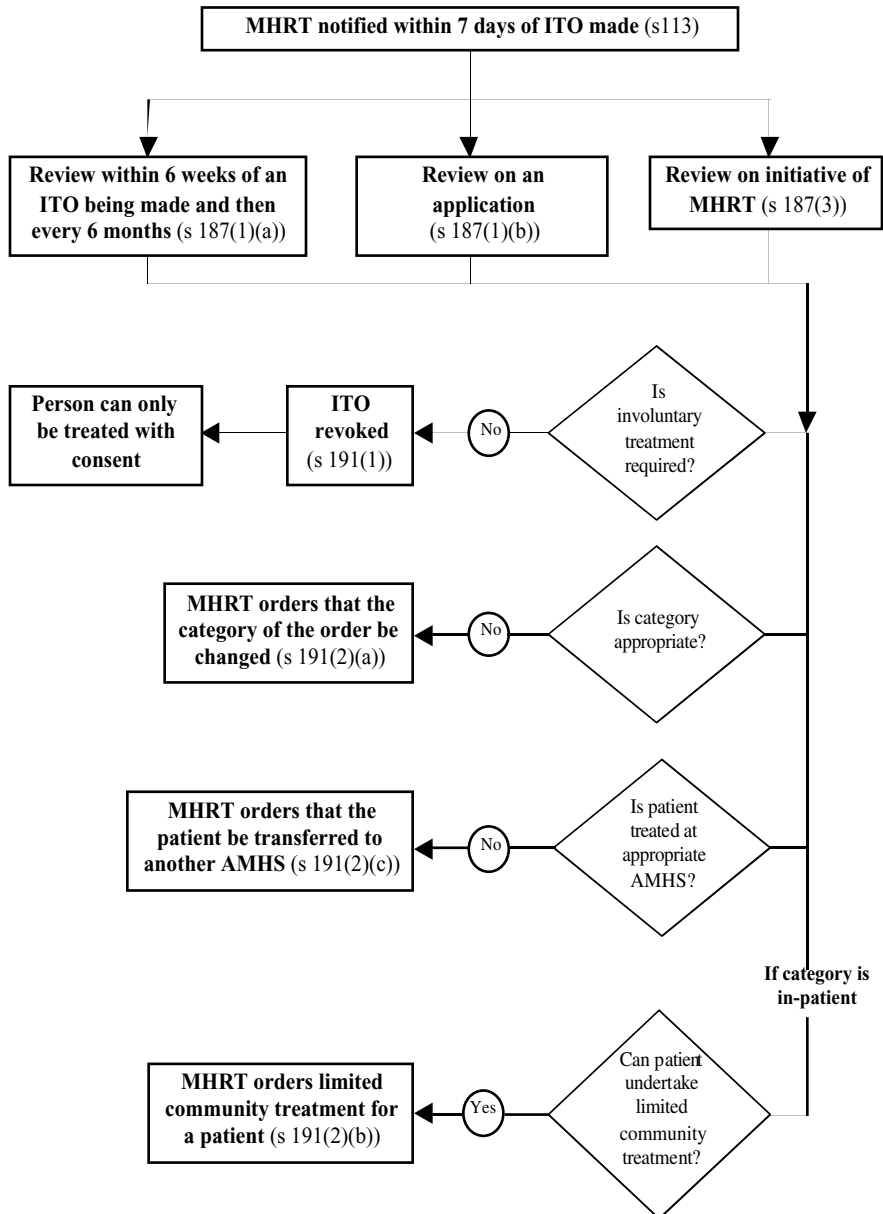 MHRT notified within 7 days of ITO made (s113)
Review within 6 weeks of an
ITO being made and then
every 6 months (s 187(1)(a))
Review on an
application
(s 187(1)(b))
Review on initiative of
MHRT (s 187(3))
Person can only
be treated with
consent
ITO
revoked
(s 191(1))
No
Is
involuntary
treatment
required?
MHRT orders that the
category of the order be
changed (s 191(2)(a))
No
Is category
appropriate?
MHRT orders that the
patient be transferred to
another AMHS (s 191(2)(c))
No
Is patient
treated at
appropriate
AMHS?
If category is
in-patient
MHRT orders limited
community treatment for
a patient (s 191(2)(b))
Yes
Can patient
undertake
limited
community
treatment?